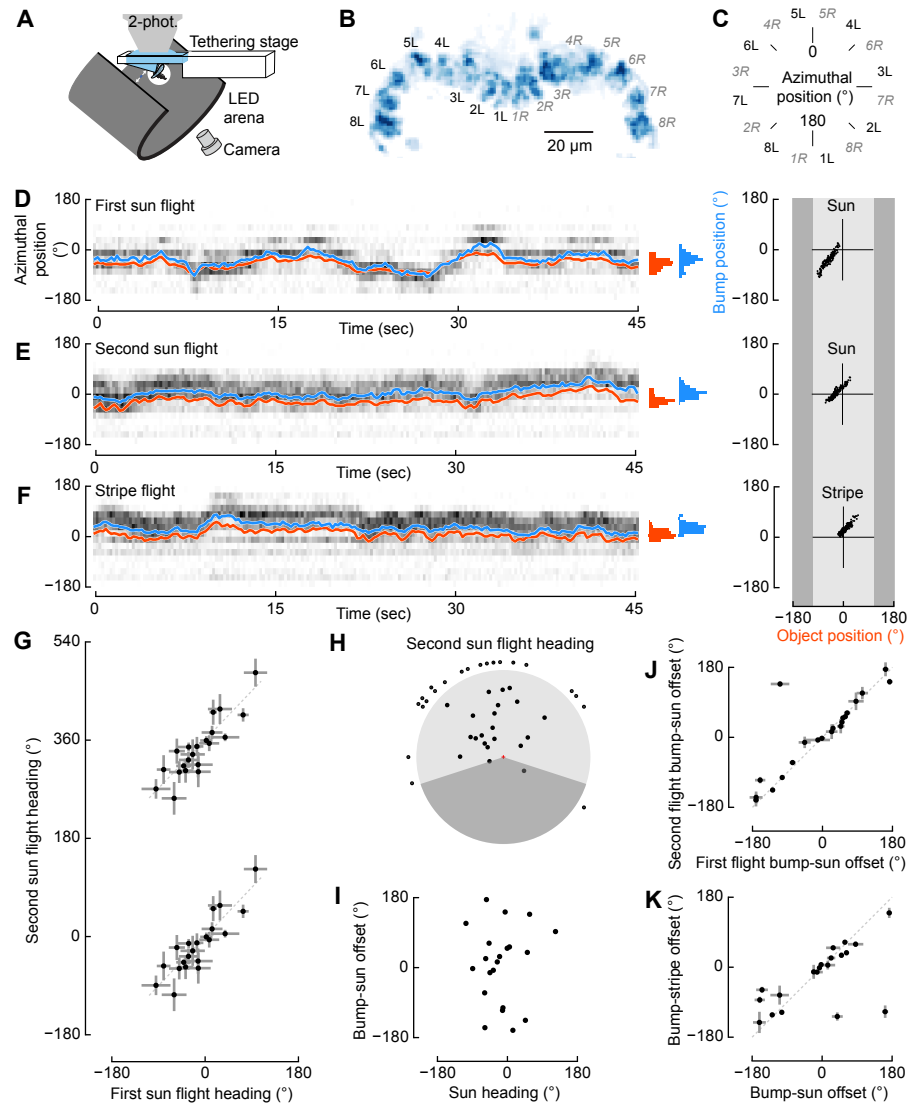 A
2-phot.
Tethering stage
LED
arena
Camera
B
5L
4L
6L
7L
8L
3L
2L
1L
1R
2R
3R
4R
5R
6R
7R
8R
20 µm
C
5L
5R
4R
4L
6L
6R
0
3R
3L
Azimuthal
position (°)
7L
7R
180
2R
2L
8L
8R
1R
1L
D
First sun flight
Azimuthal
position
(°)
180
0
−180
0
15
30
45
Time (sec)
Bump position (°)
180
0
−180
Sun
E
Second sun flight
180
0
−180
0
15
30
45
Time (sec)
180
0
−180
Sun
F
Stripe flight
180
0
−180
0
15
30
45
Time (sec)
180
0
−180
Stripe
−180
0
180
Object position (°)
G
Second sun flight heading (°)
540
360
180
0
−180
−180
0
180
First sun flight heading (°)
H
Second sun flight heading
I
Bump-sun offset (°)
180
0
−180
−180
0
180
Sun heading (°)
J
Second flight bump-sun offset (°)
180
0
−180
−180
0
180
First flight bump-sun offset (°)
K
Bump-stripe offset (°)
180
0
−180
−180
0
180
Bump-sun offset (°)